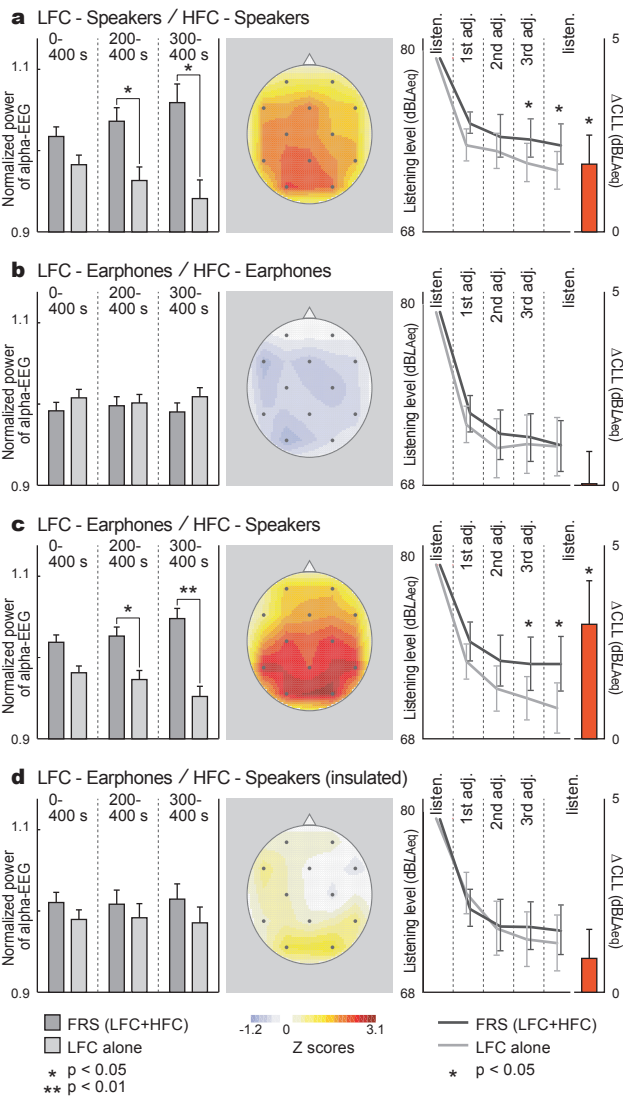 a LFC - Speakers / HFC - Speakers
0-
400 s
200-
400 s
300-
400 s
1.1
0.9
Normalized power
of alpha-EEG
*
*
80
68
Listening level (dBLAeq)
listen.
1st adj.
2nd adj.
3rd adj.
listen.
*
*
*
5
0
ΔCLL (dBLAeq)
b LFC - Earphones / HFC - Earphones
0-
400 s
200-
400 s
300-
400 s
1.1
0.9
Normalized power
of alpha-EEG
80
68
Listening level (dBLAeq)
listen.
1st adj.
2nd adj.
3rd adj.
listen.
5
0
ΔCLL (dBLAeq)
c LFC - Earphones / HFC - Speakers
0-
400 s
200-
400 s
300-
400 s
1.1
0.9
Normalized power
of alpha-EEG
*
**
80
68
Listening level (dBLAeq)
listen.
1st adj.
2nd adj.
3rd adj.
listen.
*
*
*
5
0
ΔCLL (dBLAeq)
d LFC - Earphones / HFC - Speakers (insulated)
0-
400 s
200-
400 s
300-
400 s
1.1
0.9
Normalized power
of alpha-EEG
80
68
Listening level (dBLAeq)
listen.
1st adj.
2nd adj.
3rd adj.
listen.
5
0
ΔCLL (dBLAeq)
FRS (LFC+HFC)
LFC alone
* p < 0.05
** p < 0.01
-1.2 0 3.1
Z scores
FRS (LFC+HFC)
LFC alone
* p < 0.05